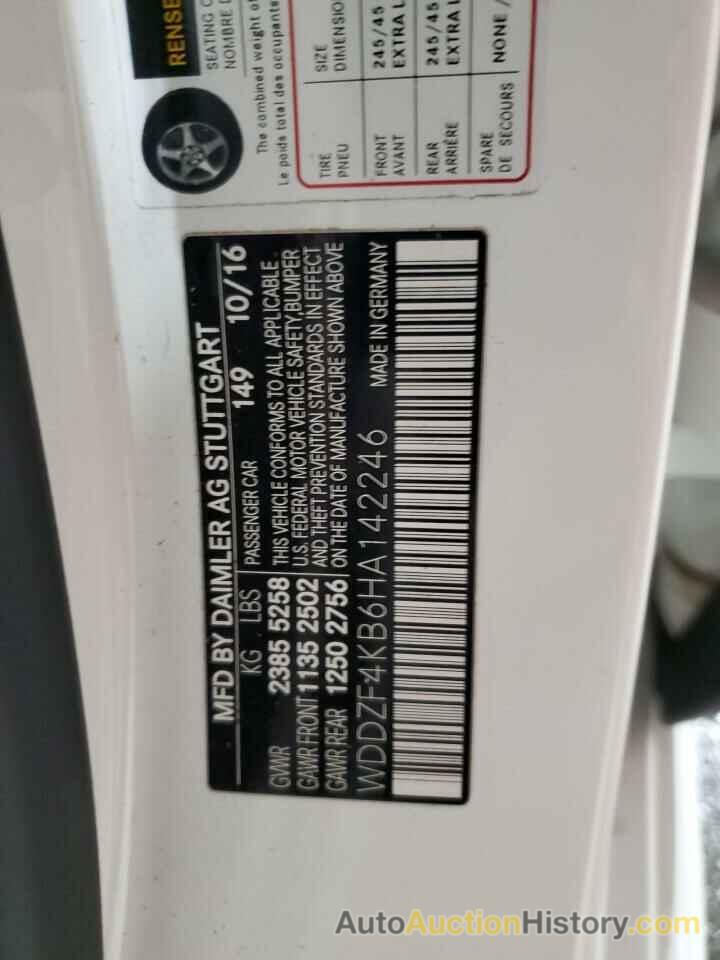 RENSE
SEATING C
NOMBRE D
The combined weight of
Le poids total des occupants
TIRE SIZE
PNEU DIMENSION
FRONT 245/45
AVANT EXTRA L
REAR 245/45
ARRIÈRE EXTRA L
SPARE NONE /
DE SECOURS
MFD BY DAIMLER AG STUTTGART
KG LBS PASSENGER CAR 149 10/16
GVWR 2385 5258 THIS VEHICLE CONFORMS TO ALL APPLICABLE
GAWR FRONT 1135 2502 U.S. FEDERAL MOTOR VEHICLE SAFETY,BUMPER
AND THEFT PREVENTION STANDARDS IN EFFECT
GAWR REAR 1250 2756 ON THE DATE OF MANUFACTURE SHOWN ABOVE
WDDZF4KB6HA142246 MADE IN GERMANY
AutoAuctionHistory.com